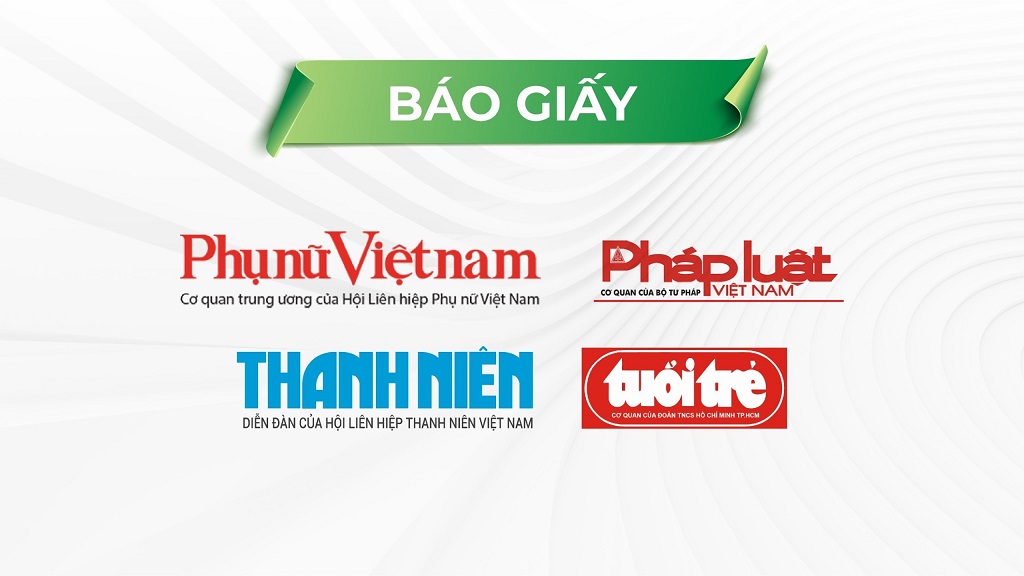 BÁO GIẤY
Phụ nữ Việt nam
Cơ quan trung ương của Hội Liên hiệp Phụ nữ Việt Nam
Pháp luật
CƠ QUAN CỦA BỘ TƯ PHÁP VIỆT NAM
THANH NIÊN
DIỄN ĐÀN CỦA HỘI LIÊN HIỆP THANH NIÊN VIỆT NAM
tuổi trẻ
CƠ QUAN CỦA ĐOÀN TNCS HỒ CHÍ MINH TP.HCM